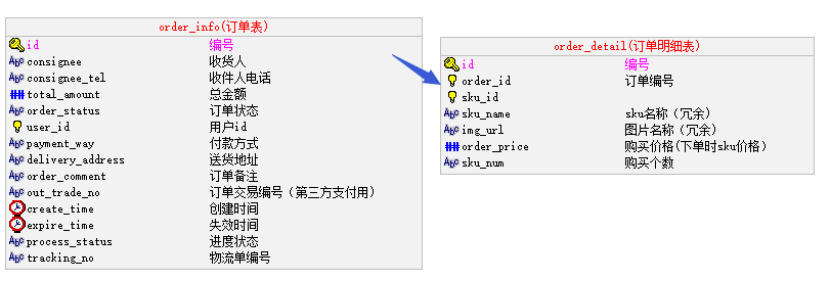 order_info(订单表)
id 编号
consignee 收货人
consignee_tel 收件人电话
total_amount 总金额
order_status 订单状态
user_id 用户id
payment_way 付款方式
delivery_address 送货地址
order_comment 订单备注
out_trade_no 订单交易编号（第三方支付用）
create_time 创建时间
expire_time 失效时间
process_status 进度状态
tracking_no 物流单编号
order_detail(订单明细表)
id 编号
order_id 订单编号
sku_id
sku_name sku名称（冗余）
img_url 图片名称（冗余）
order_price 购买价格(下单时sku价格）
sku_num 购买个数